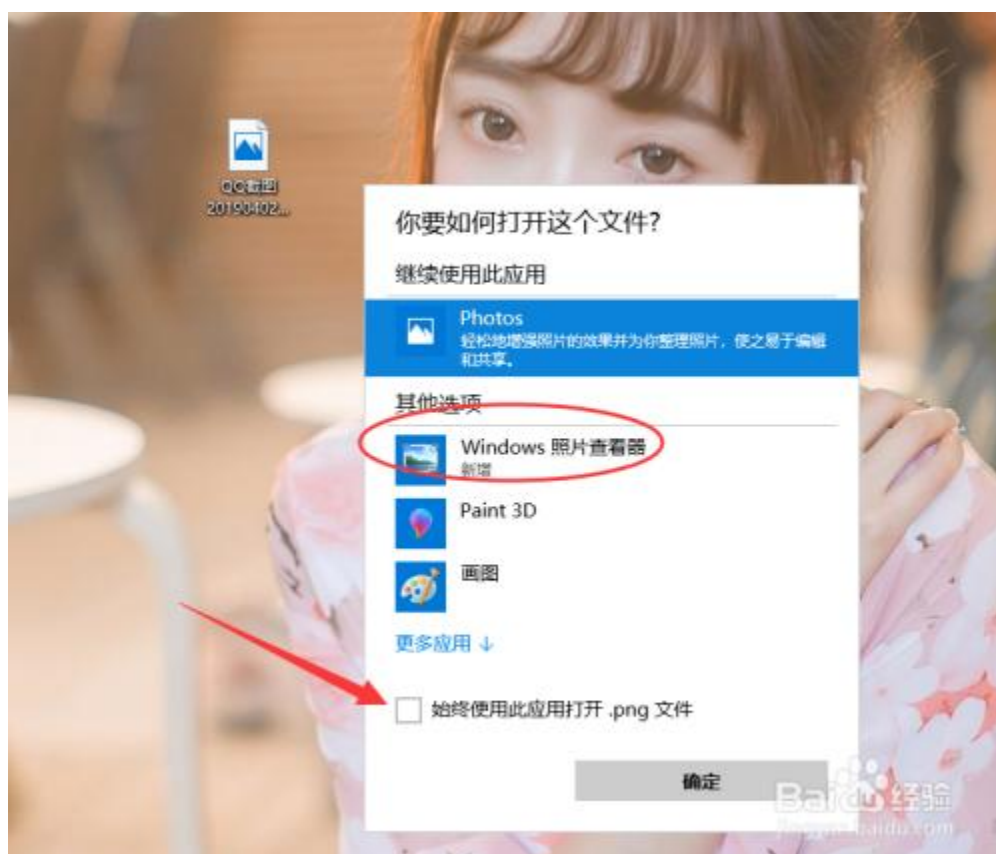 QQ截图
20190402...
你要如何打开这个文件?
继续使用此应用
Photos
轻松地增强照片的效果并为你整理照片，使之易于编辑
和共享。
其他选项
Windows 照片查看器
新增
Paint 3D
画图
更多应用 ↓
始终使用此应用打开 .png 文件
确定
Baidu 经验
jingyan.baidu.com